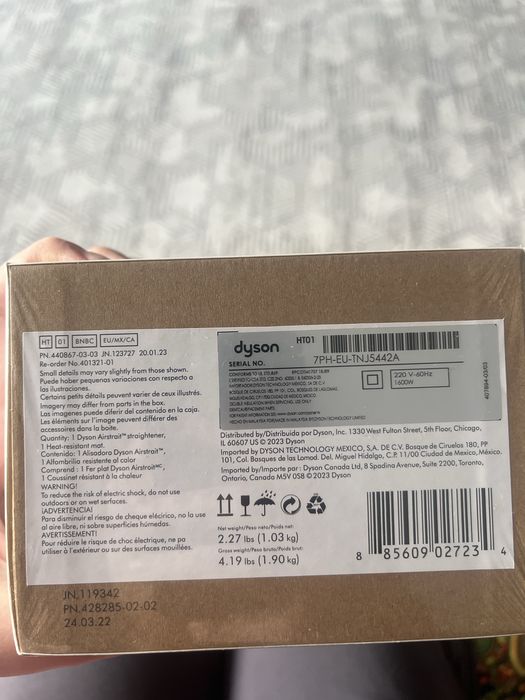 HT 01 BNBC EU/MX/CA
PN.440867-03-03 JN.123727 20.01.23
Re-order No.401321-01
Small details may vary slightly from those shown.
Puede haber pequeñas variaciones con respecto a
las ilustraciones.
Certains petits détails peuvent varier de ceux illustrés.
Imagery may differ from parts in the box.
Las imagenes puede diferir del contenido en la caja.
Les éléments sur l'image peuvent différer des
accessoires dans la boîte.
Quantity: 1 Dyson Airstrait™ straightener,
1 Heat-resistant mat.
Contenido: 1 Alisadora Dyson Airstrait™,
1 Alfombrilla resistente al calor
Comprend : 1 Fer plat Dyson AirstraitMC,
1 Coussinet résistant à la chaleur
WARNING!
To reduce the risk of electric shock, do not use
outdoors or on wet surfaces.
¡ADVERTENCIA!
Para disminuir el riesgo de choque eléctrico, no la use
al aire libre, ni sobre superficies húmedas.
AVERTISSEMENT!
Pour réduire le risque de choc électrique, ne pa
utiliser à l'extérieur ou sur des surfaces mouillées.
dyson HT01
SERIAL NO. 7PH-EU-TNJ5442A
220 V~60Hz
1600W
Distributed by/Distribuida por Dyson, Inc. 1330 West Fulton Street, 5th Floor, Chicago,
IL 60607 US © 2023 Dyson
Imported by DYSON TECHNOLOGY MEXICO, S.A. DE C.V. Bosque de Ciruelos 180, PP
101, Col. Bosques de las Lomad. Del. Miguel Hidalgo, C.P. 11/00 Ciudad de México, México.
Imported by/Importe par : Dyson Canada Ltd, 8 Spadina Avenue, Suite 2200, Toronto,
Ontario, Canada M5V 0S8 © 2023 Dyson
Net weight/Peso neto/Poids net:
2.27 lbs (1.03 kg)
Gross weight/Peso bruto/Poids brut:
4.19 lbs (1.90 kg)
8 85609 02723 4
JN.119342
PN.428285-02-02
24.03.22